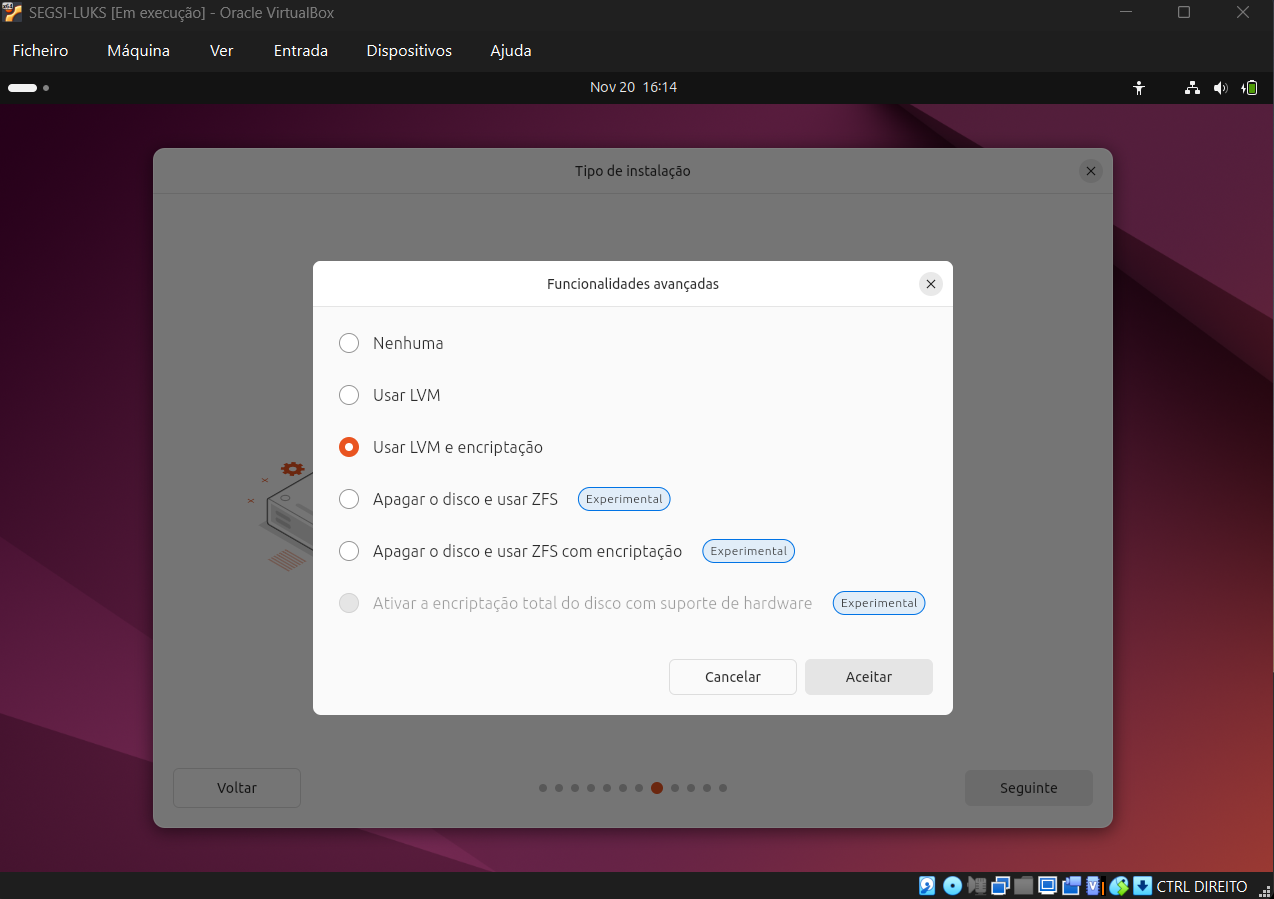 SEGSI-LUKS [Em execução] - Oracle VirtualBox
Ficheiro Máquina Ver Entrada Dispositivos Ajuda
Nov 20 16:14
Tipo de instalação
Funcionalidades avançadas
Nenhuma
Usar LVM
Usar LVM e encriptação
Apagar o disco e usar ZFS Experimental
Apagar o disco e usar ZFS com encriptação Experimental
Ativar a encriptação total do disco com suporte de hardware Experimental
Cancelar Aceitar
Voltar Seguinte
CTRL DIREITO